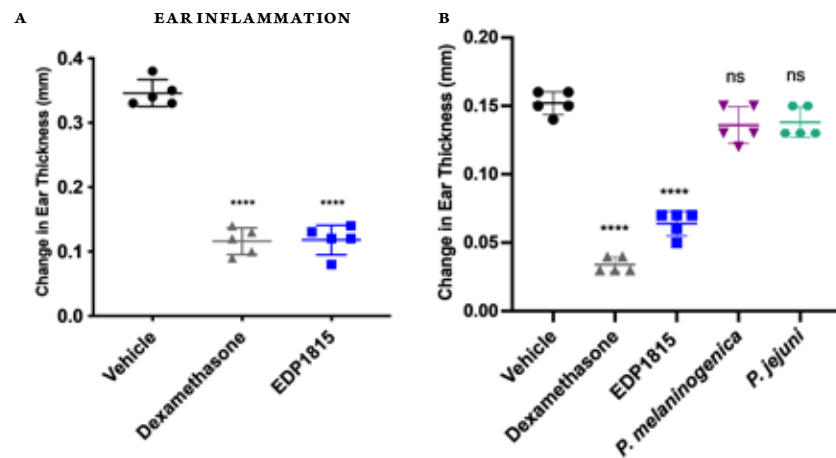 A
EAR INFLAMMATION
Change in Ear Thickness (mm)
0.4
0.3
0.2
0.1
0.0
****
****
Vehicle
Dexamethasone
EDP1815
B
Change in Ear Thickness (mm)
0.20
0.15
0.10
0.05
0.00
****
****
ns
ns
Vehicle
Dexamethasone
EDP1815
P. melaninogenica
P. jejuni